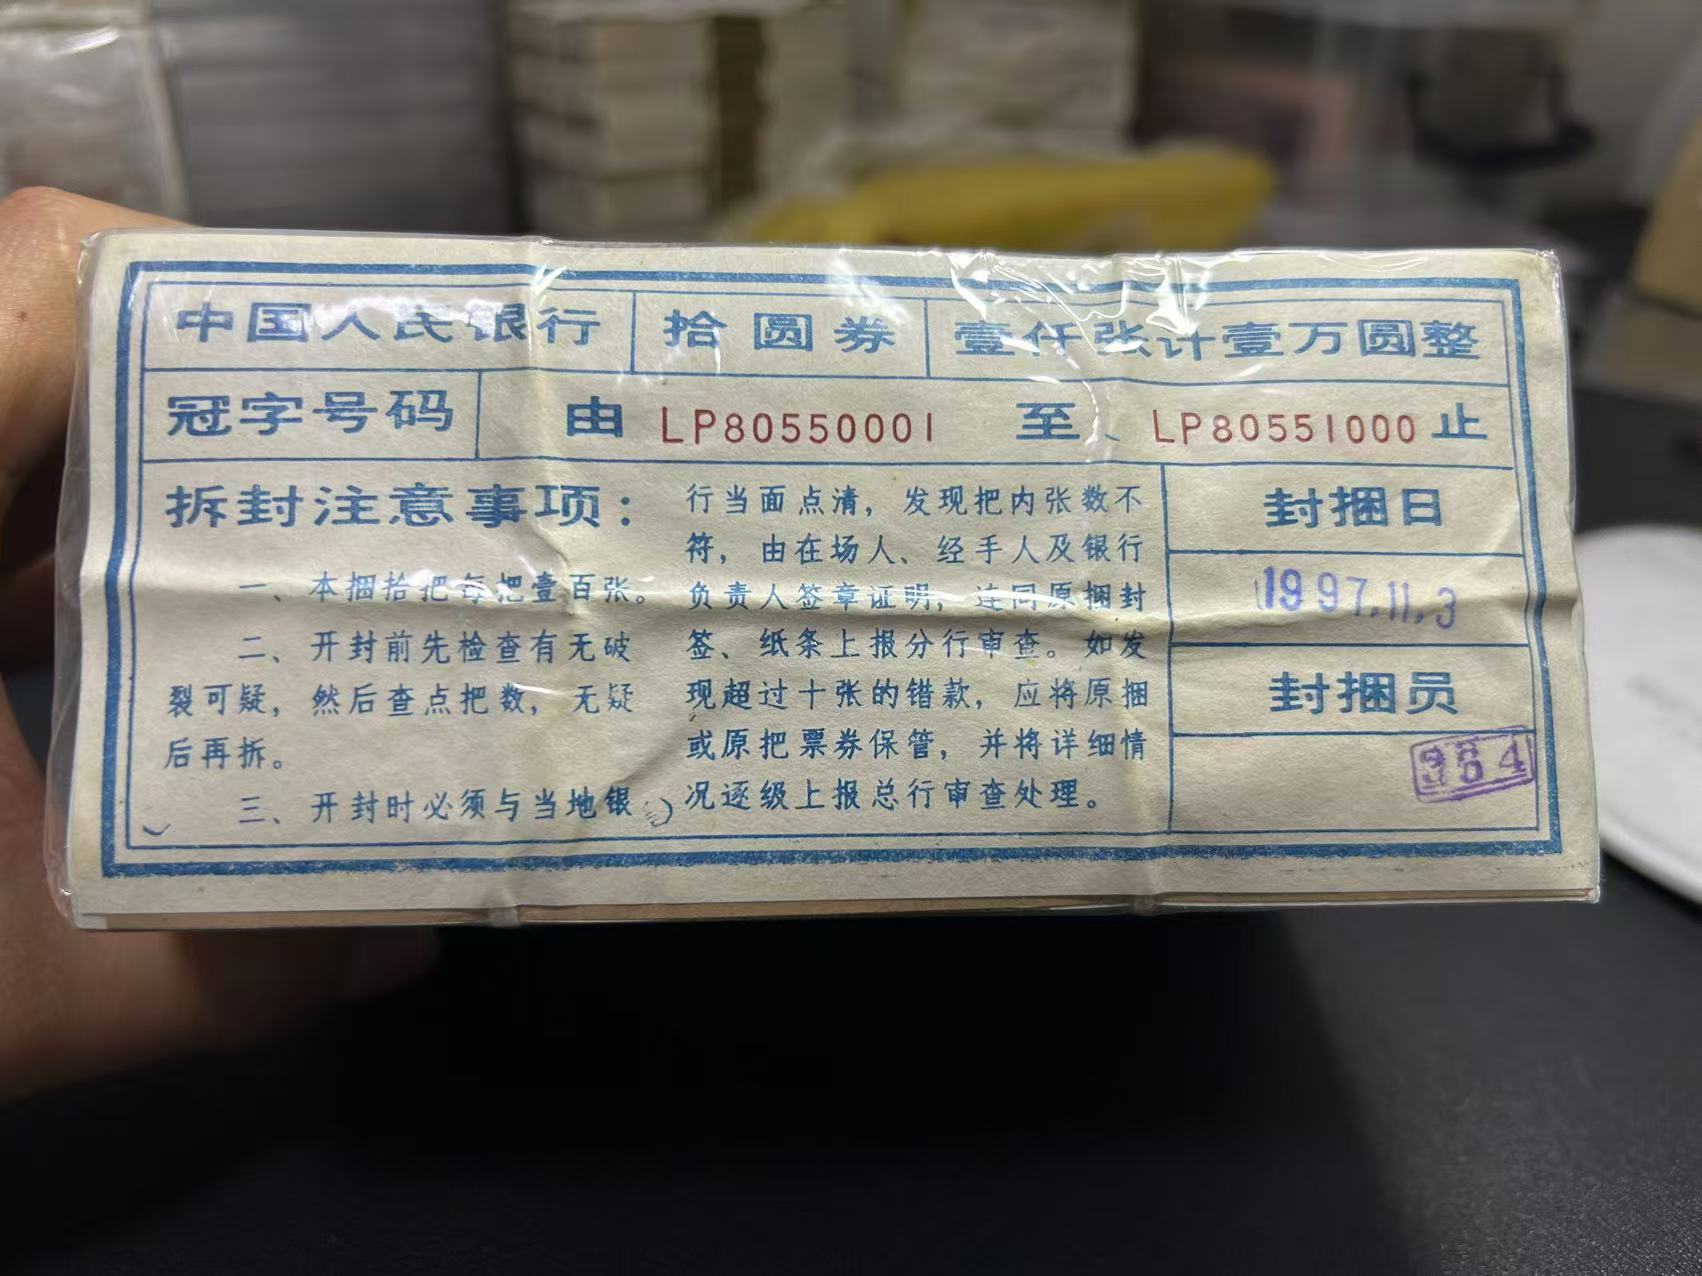 中国人民银行 拾圆券 壹仟张计壹万圆整
冠字号码 由 LP80550001 至、 LP80551000 止
拆封注意事项：
一、本捆拾把每把壹百张。
二、开封前先检查有无破
裂可疑，然后查点把数，无疑
后再拆。
三、开封时必须与当地银
行当面点清，发现把内张数不
符，由在场人、经手人及银行
负责人签章证明，连同原捆封
签、纸条上报分行审查。如发
现超过十张的错款，应将原捆
或原把票券保管，并将详细情
况逐级上报总行审查处理。
封捆日
1997.11.3
封捆员